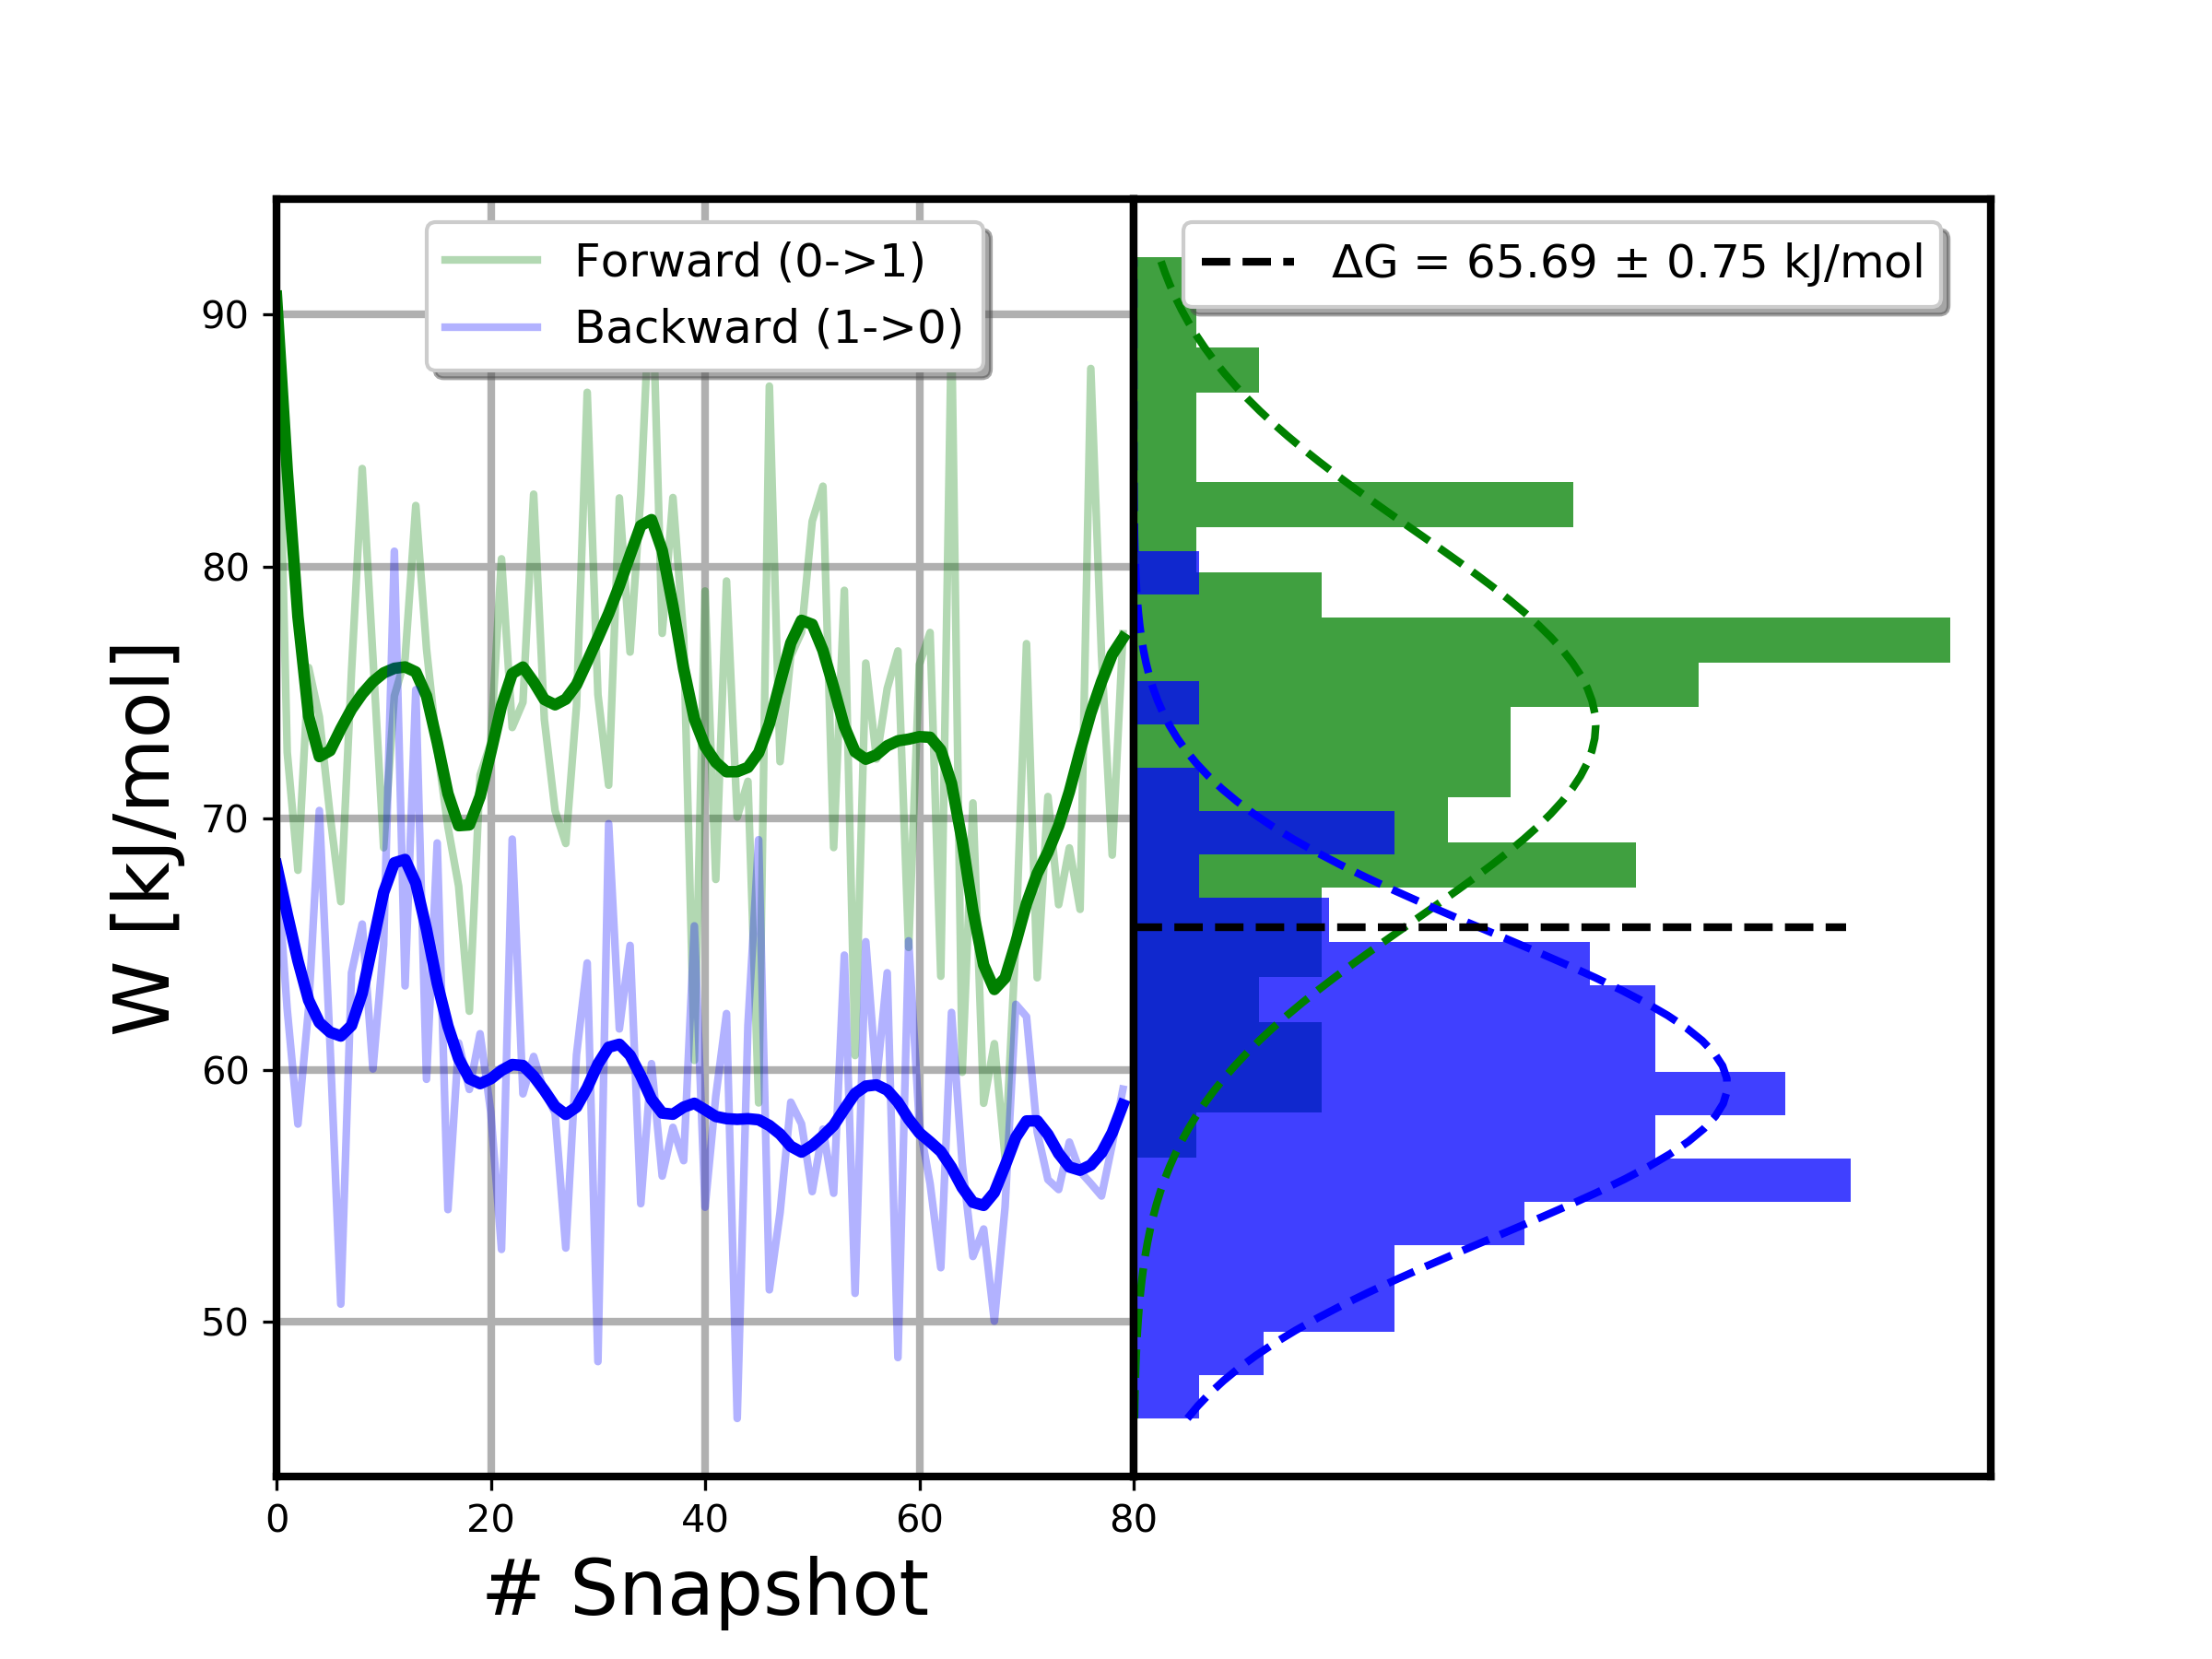 Forward (0->1)
Backward (1->0)
ΔG = 65.69 ± 0.75 kJ/mol
W [kJ/mol]
90
80
70
60
50
0 20 40 60 80
# Snapshot